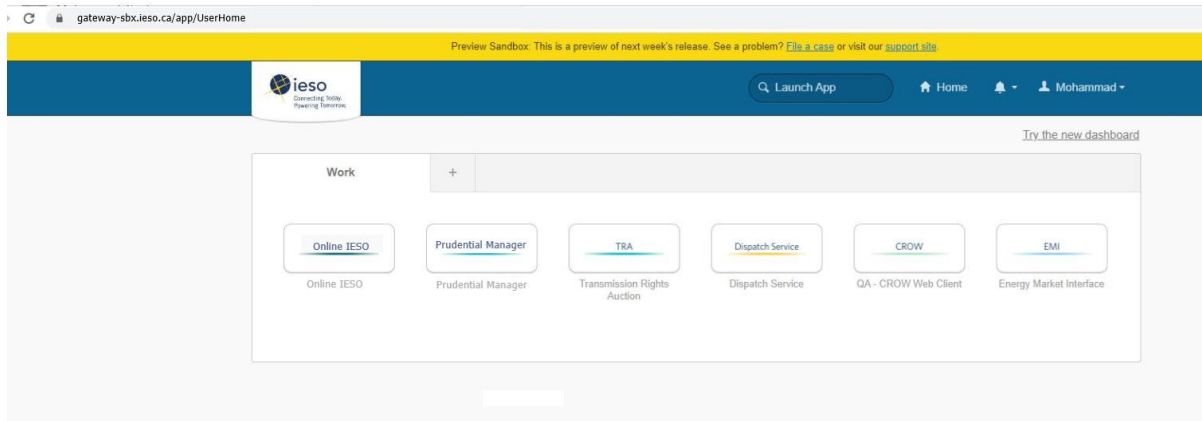 gateway-sbx.ieso.ca/app/UserHome
Preview Sandbox: This is a preview of next week's release. See a problem? File a case or visit our support site.
ieso
Connecting Today.
Powering Tomorrow.
Launch App
Home
Mohammad
Try the new dashboard
Work
+
Online IESO
Prudential Manager
TRA
Dispatch Service
CROW
EMI
Online IESO
Prudential Manager
Transmission Rights
Auction
Dispatch Service
QA - CROW Web Client
Energy Market Interface